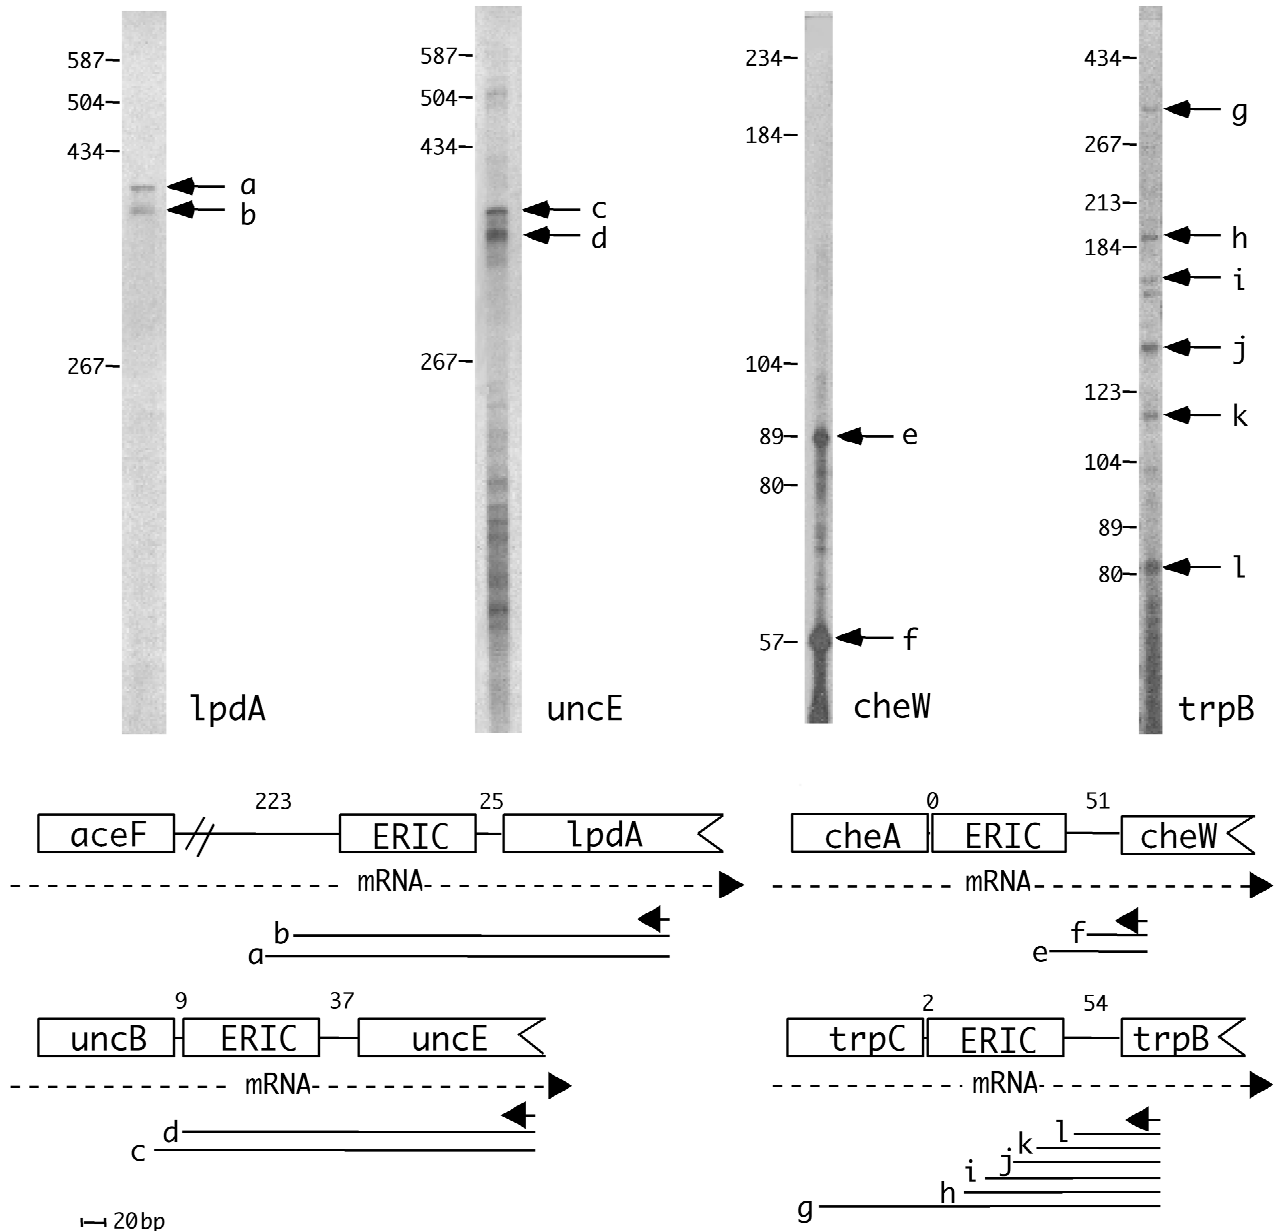 587
504
434
a
b
267
lpdA
587
504
434
c
d
267
uncE
234
184
104
89
e
80
57
f
cheW
434
g
267
213
h
184
i
j
123
k
104
89
l
80
trpB
223 25
aceF ERIC lpdA
mRNA
b
a
0 51
cheA ERIC cheW
mRNA
f
e
9 37
uncB ERIC uncE
mRNA
d
c
20bp
2 54
trpC ERIC trpB
mRNA
l
k
j
i
h
g